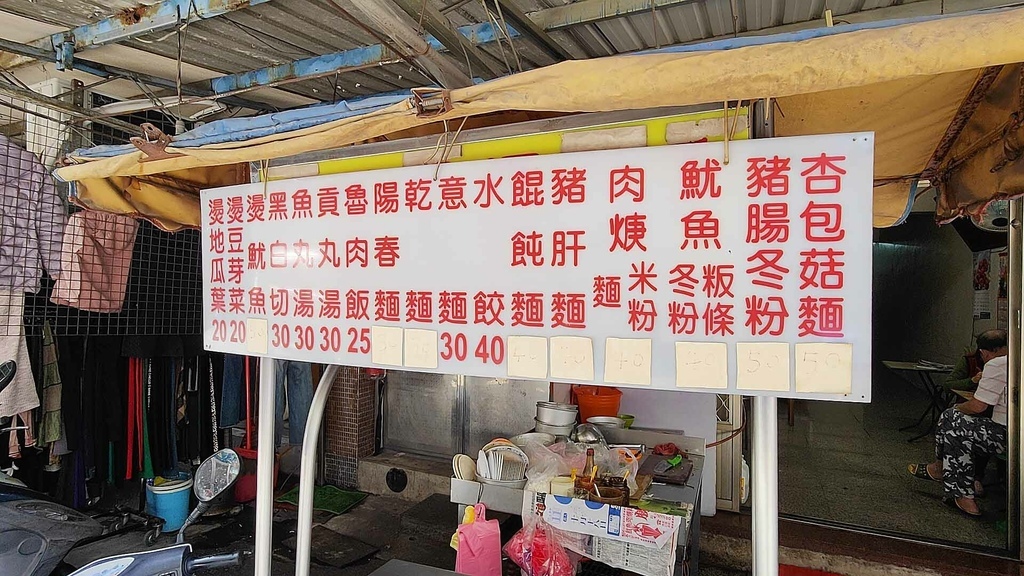 杏包菇麵 50
豬腸冬粉 50
魷魚粄條冬粉
肉焿米粉麵
豬肝麵
餛飩麵
水餃 40
意麵 30
乾麵
陽春麵
魯肉飯 25
貢丸湯 30
魚丸湯 30
黑白切 30
燙魷魚
燙豆芽菜 20
燙地瓜葉 20